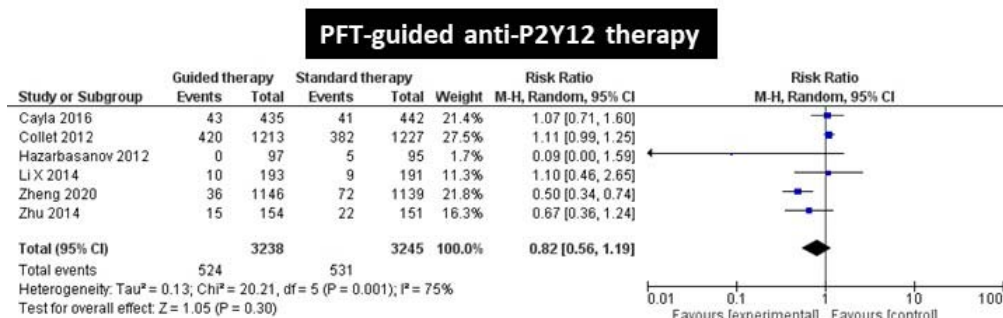 PFT-guided anti-P2Y12 therapy
Guided therapy Standard therapy Risk Ratio Risk Ratio
Study or Subgroup Events Total Events Total Weight M-H, Random, 95% CI M-H, Random, 95% CI
Cayla 2016 43 435 41 442 21.4% 1.07 [0.71, 1.60]
Collet 2012 420 1213 382 1227 27.5% 1.11 [0.99, 1.25]
Hazarbasanov 2012 0 97 5 95 1.7% 0.09 [0.00, 1.59]
Li X 2014 10 193 9 191 11.3% 1.10 [0.46, 2.65]
Zheng 2020 36 1146 72 1139 21.8% 0.50 [0.34, 0.74]
Zhu 2014 15 154 22 151 16.3% 0.67 [0.36, 1.24]
Total (95% CI) 3238 3245 100.0% 0.82 [0.56, 1.19]
Total events 524 531
Heterogeneity: Tau² = 0.13; Chi² = 20.21, df = 5 (P = 0.001); I² = 75%
Test for overall effect: Z = 1.05 (P = 0.30)
0.01 0.1 1 10 100
Favours [experimental] Favours [control]